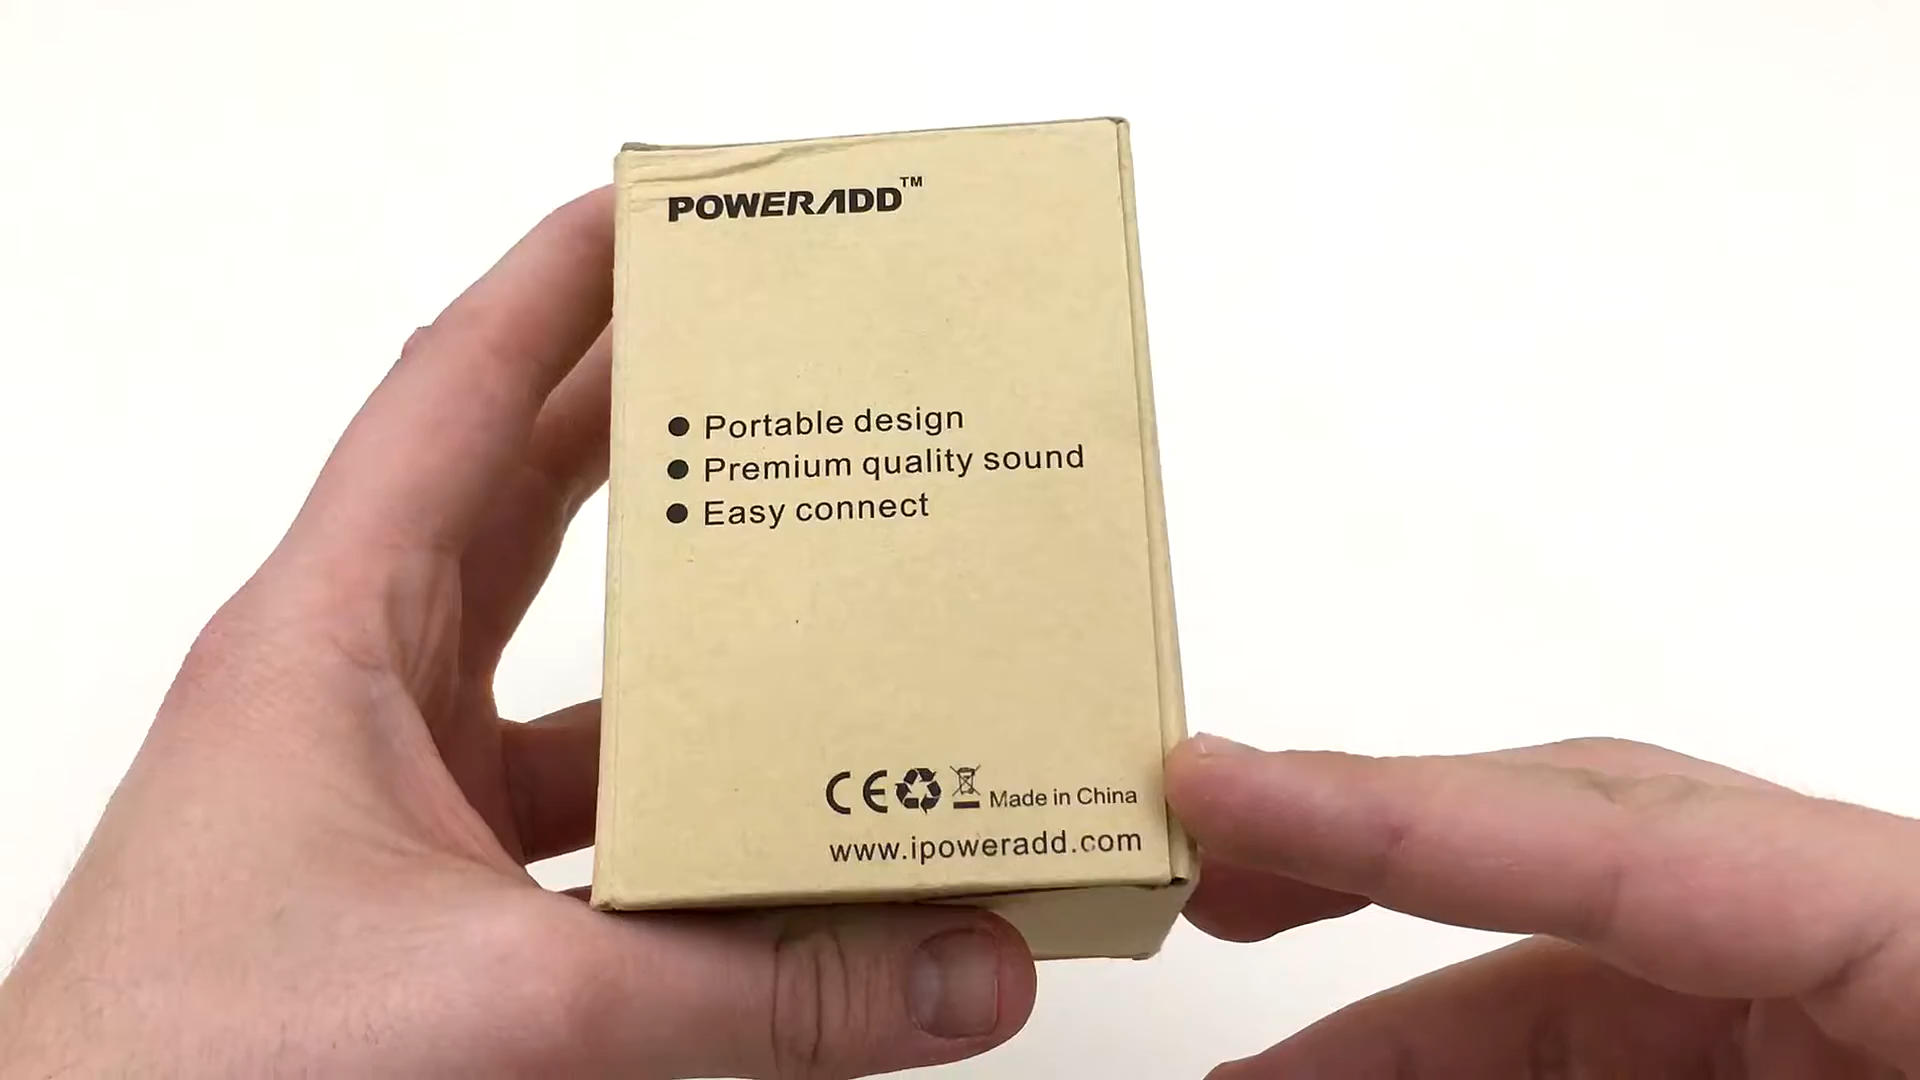 POWERADD™
● Portable design
● Premium quality sound
● Easy connect
CE Made in China
www.ipoweradd.com